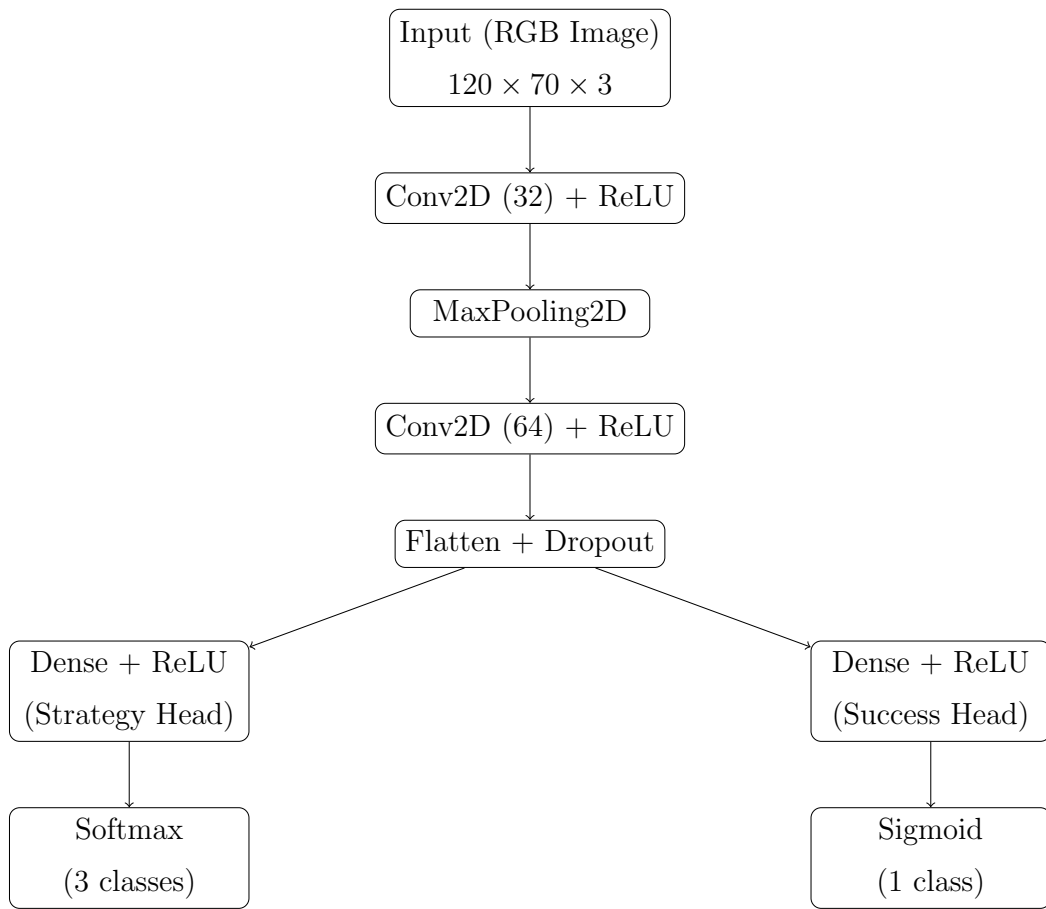 Input (RGB Image)
120 × 70 × 3
Conv2D (32) + ReLU
MaxPooling2D
Conv2D (64) + ReLU
Flatten + Dropout
Dense + ReLU
(Strategy Head)
Dense + ReLU
(Success Head)
Softmax
(3 classes)
Sigmoid
(1 class)